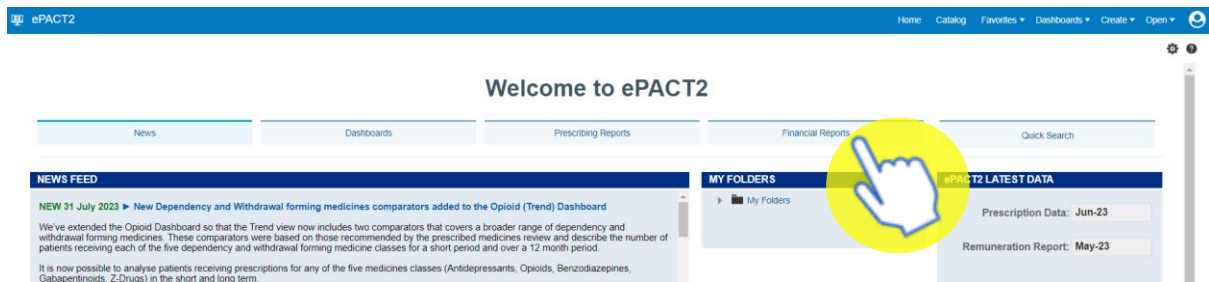 ePACT2
Home Catalog Favorites Dashboards Create Open
Welcome to ePACT2
News Dashboards Prescribing Reports Financial Reports Quick Search
NEWS FEED
NEW 31 July 2023 ► New Dependency and Withdrawal forming medicines comparators added to the Opioid (Trend) Dashboard
We've extended the Opioid Dashboard so that the Trend view now includes two comparators that covers a broader range of dependency and
withdrawal forming medicines. These comparators were based on those recommended by the prescribed medicines review and describe the number of
patients receiving each of the five dependency and withdrawal forming medicine classes for a short period and over a 12 month period.
It is now possible to analyse patients receiving prescriptions for any of the five medicines classes (Antidepressants, Opioids, Benzodiazepines,
Gabapentinoids, Z-Drugs) in the short and long term.
MY FOLDERS
My Folders
ePACT2 LATEST DATA
Prescription Data: Jun-23
Remuneration Report: May-23